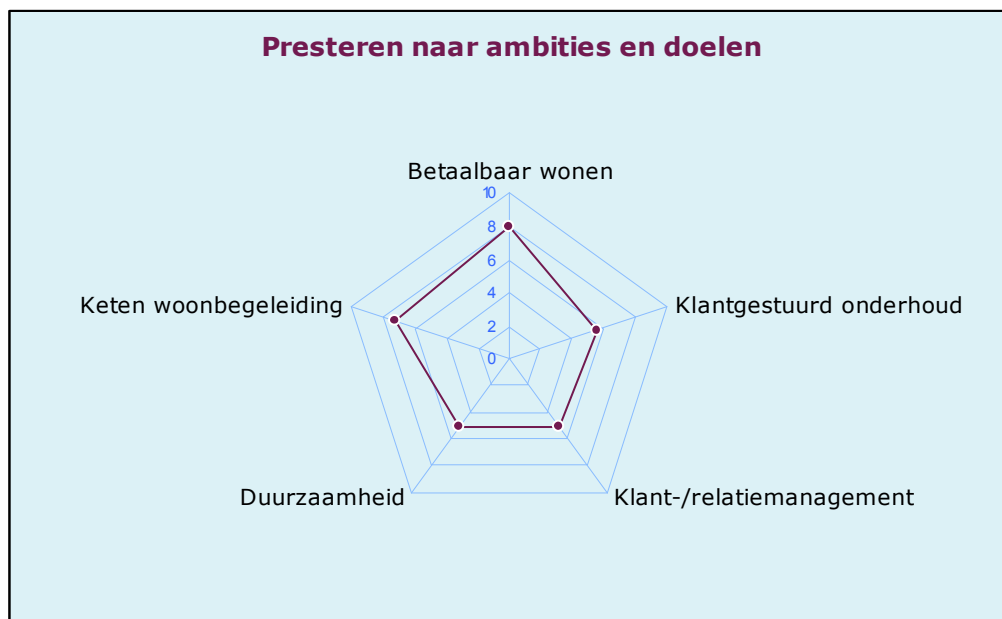 Presteren naar ambities en doelen
Betaalbaar wonen
10
8
6
4
2
0
Keten woonbegeleiding
Klantgestuurd onderhoud
Duurzaamheid
Klant-/relatiemanagement